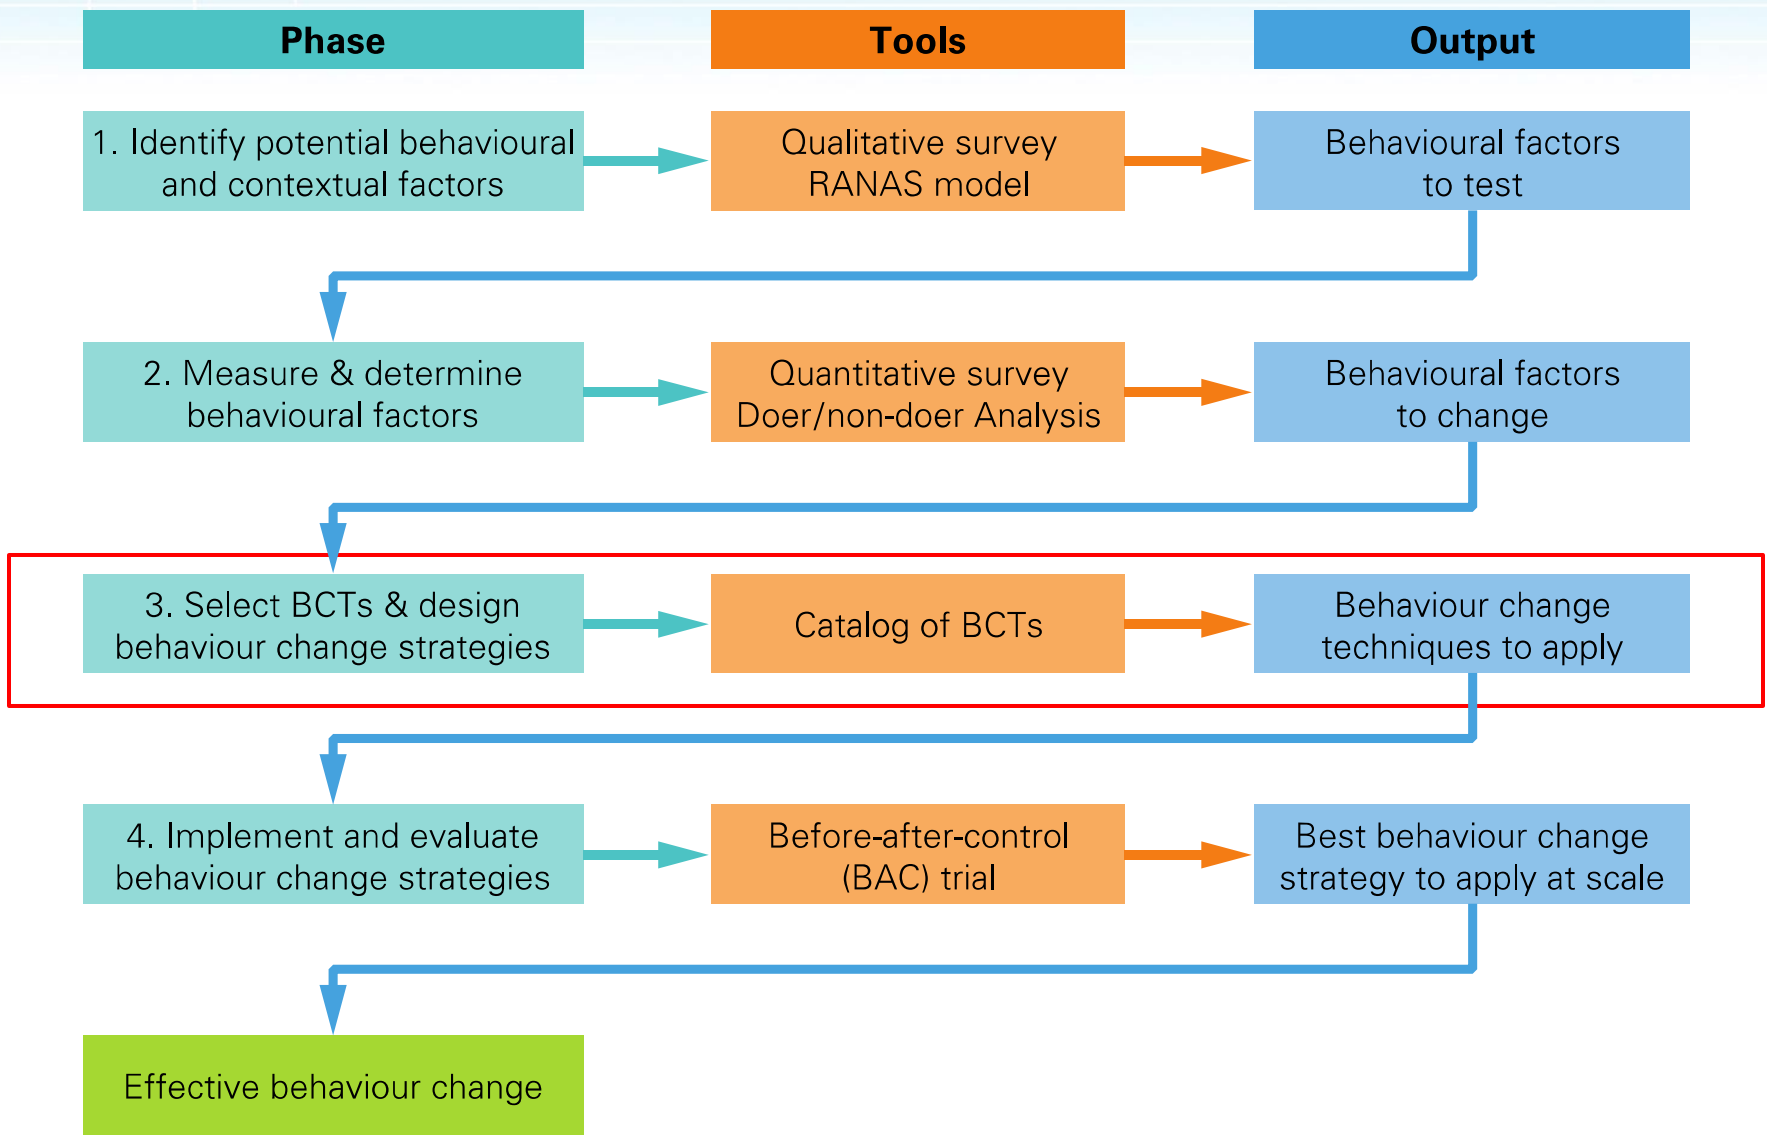 Phase
Tools
Output
1. Identify potential behavioural
and contextual factors
Qualitative survey
RANAS model
Behavioural factors
to test
2. Measure & determine
behavioural factors
Quantitative survey
Doer/non-doer Analysis
Behavioural factors
to change
3. Select BCTs & design
behaviour change strategies
Catalog of BCTs
Behaviour change
techniques to apply
4. Implement and evaluate
behaviour change strategies
Before-after-control
(BAC) trial
Best behaviour change
strategy to apply at scale
Effective behaviour change